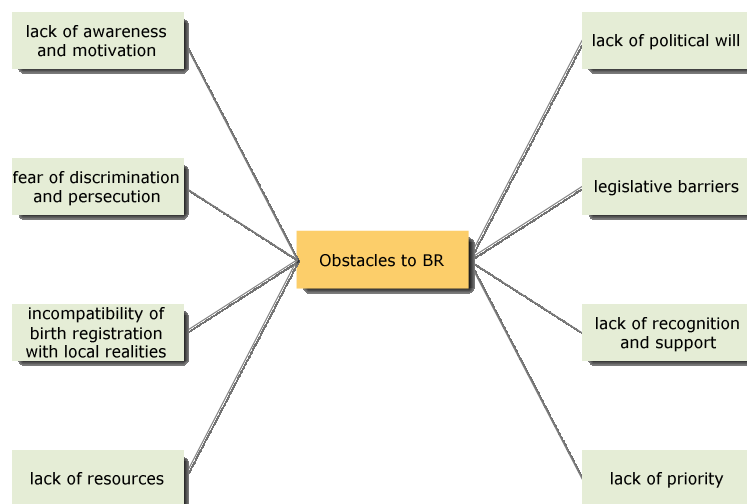 lack of awareness
and motivation
lack of political will
fear of discrimination
and persecution
legislative barriers
Obstacles to BR
incompatibility of
birth registration
with local realities
lack of recognition
and support
lack of resources
lack of priority